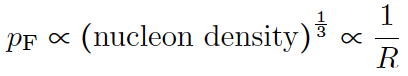 p_F ∝ (nucleon density)^{1/3} ∝ 1/R